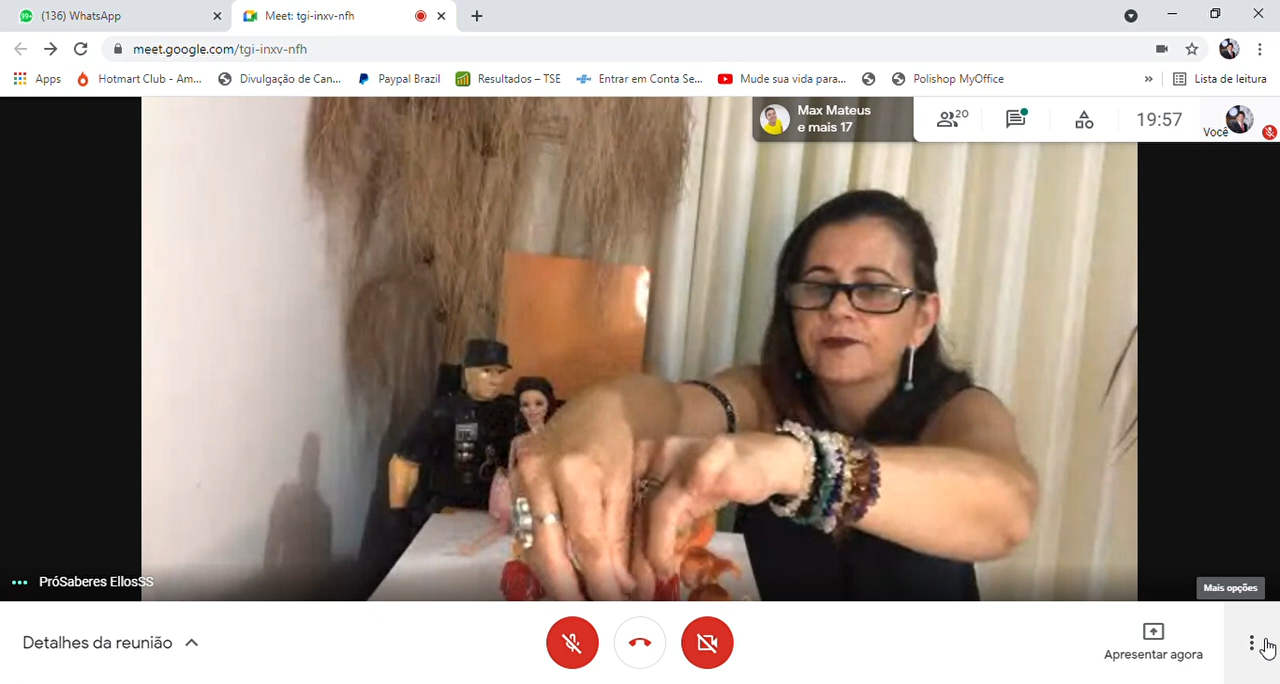 (136) WhatsApp
Meet: tgi-inxv-nfh
meet.google.com/tgi-inxv-nfh
Apps
Hotmart Club - Am...
Divulgação de Can...
Paypal Brazil
Resultados – TSE
Entrar em Conta Se...
Mude sua vida para...
Polishop MyOffice
»
Lista de leitura
Max Mateus
e mais 17
20
19:57
Você
PróSaberes EllosSS
Mais opções
Detalhes da reunião
Apresentar agora